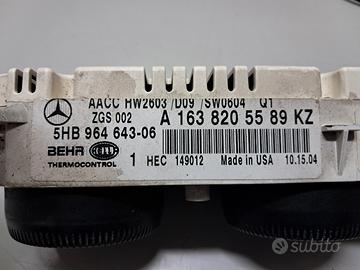 AACC HW2603 /D09 /SW0604 Q1
ZGS 002 A 163 820 55 89 KZ
5HB 964 643-06
BEHR HELLA 1 HEC 149012 Made in USA 10.15.04
THERMOCONTROL
subito